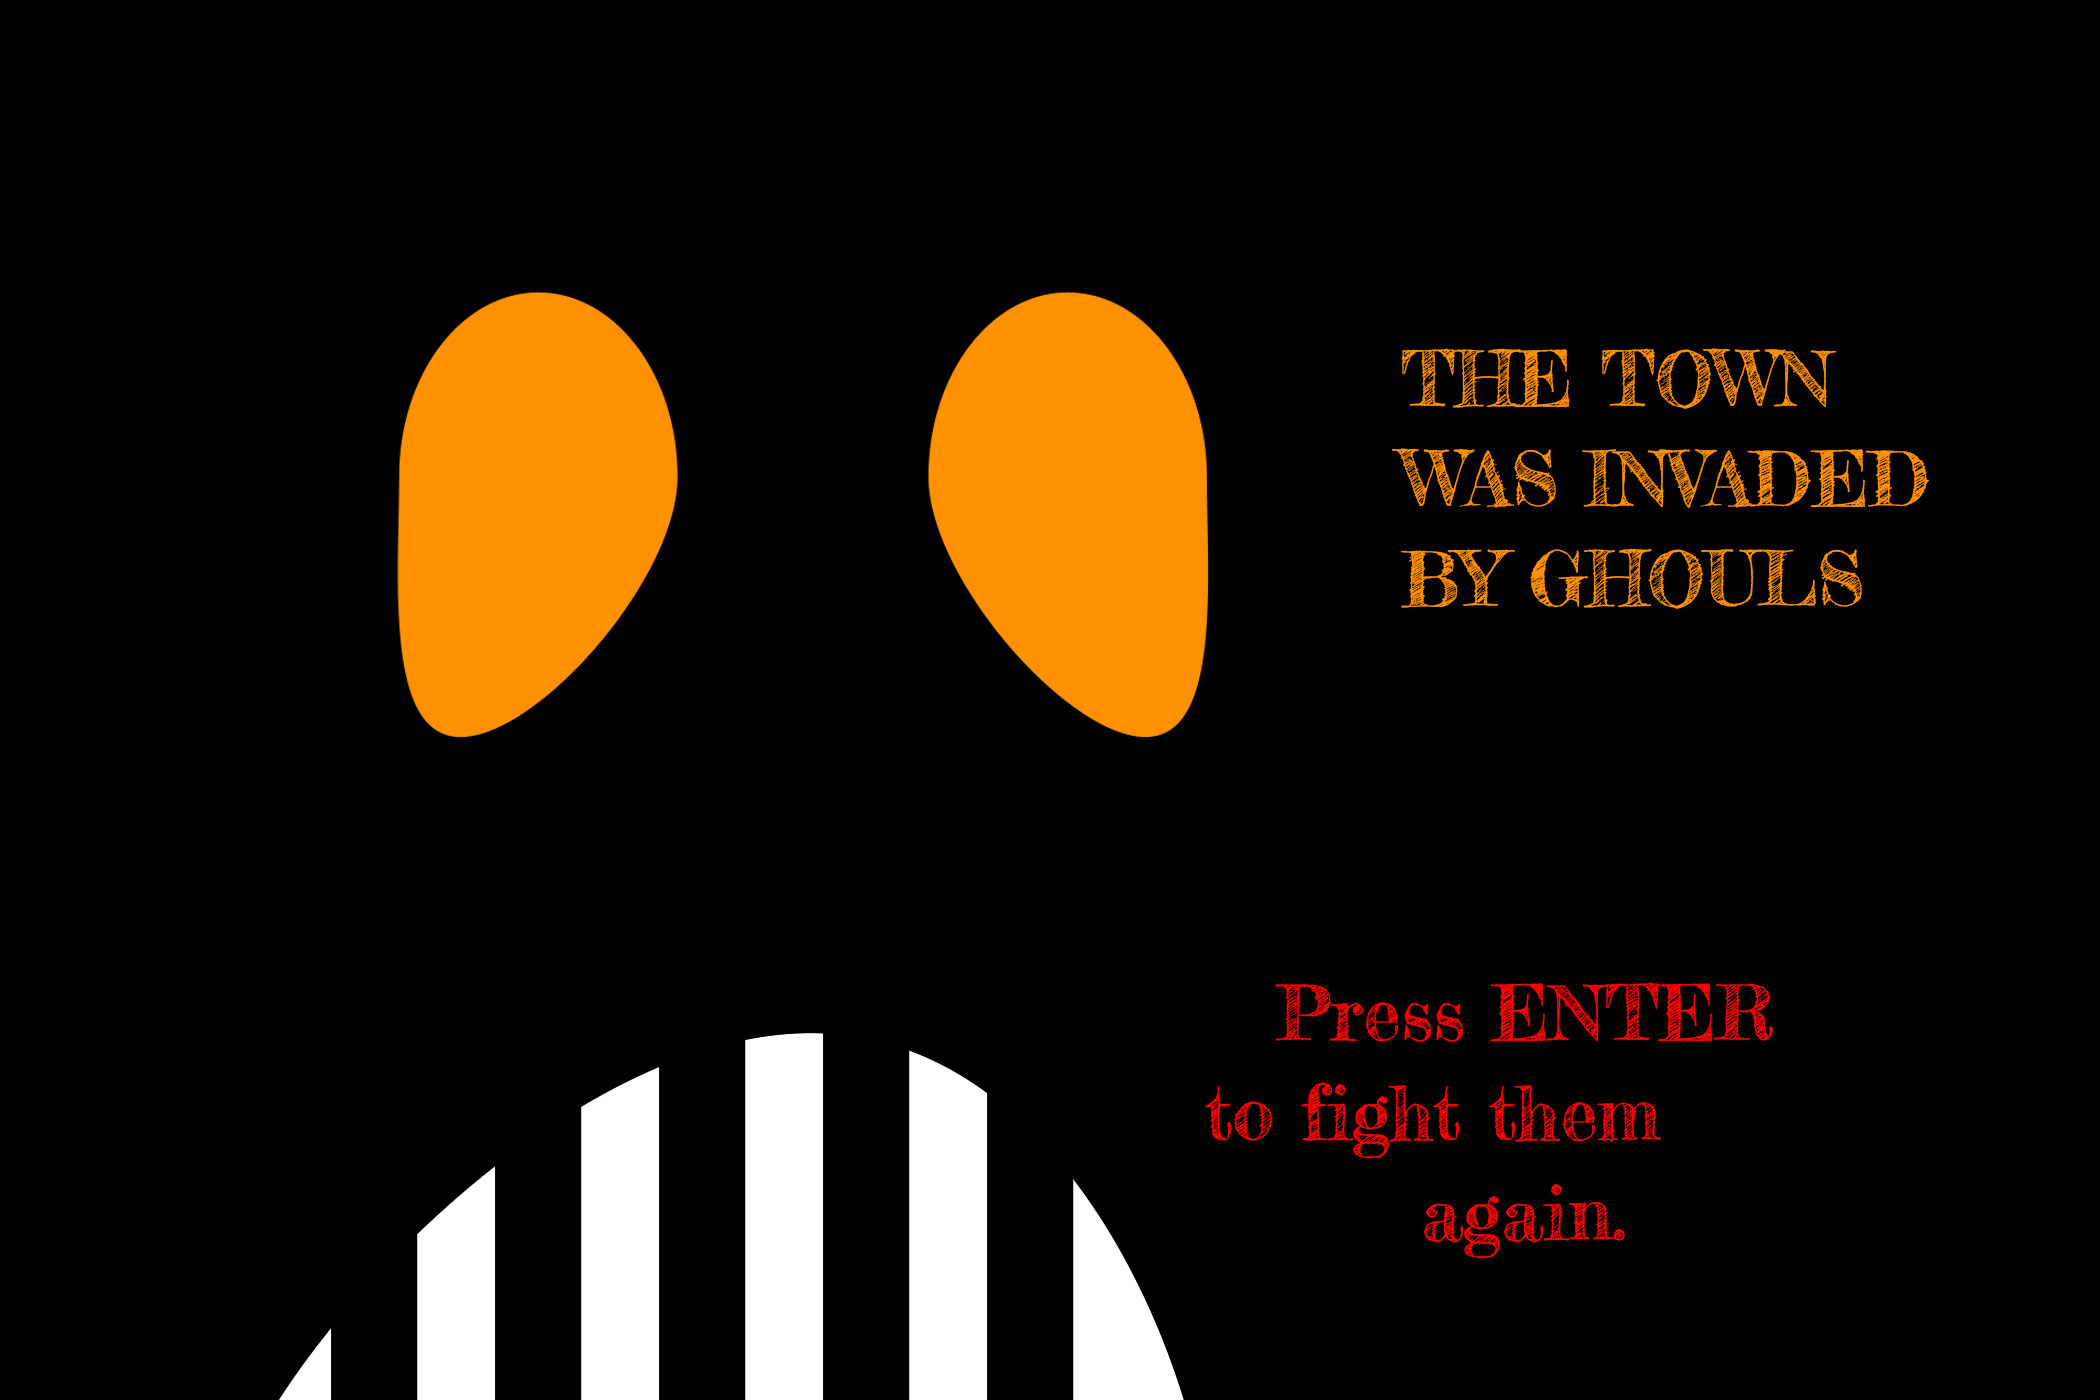 THE TOWN
WAS INVADED
BY GHOULS
Press ENTER
to fight them
again.